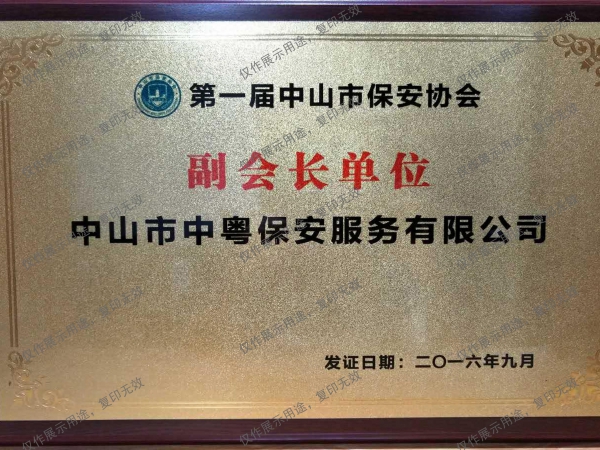 第一届中山市保安协会
副会长单位
中山市中粤保安服务有限公司
发证日期：二〇一六年九月
仅作展示用途，复印无效